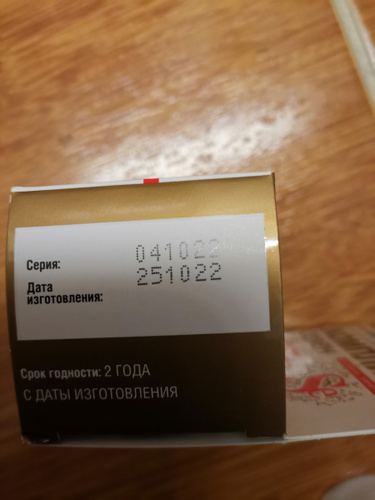 Серия: 041022
Дата
изготовления: 251022
Срок годности: 2 ГОДА
С ДАТЫ ИЗГОТОВЛЕНИЯ